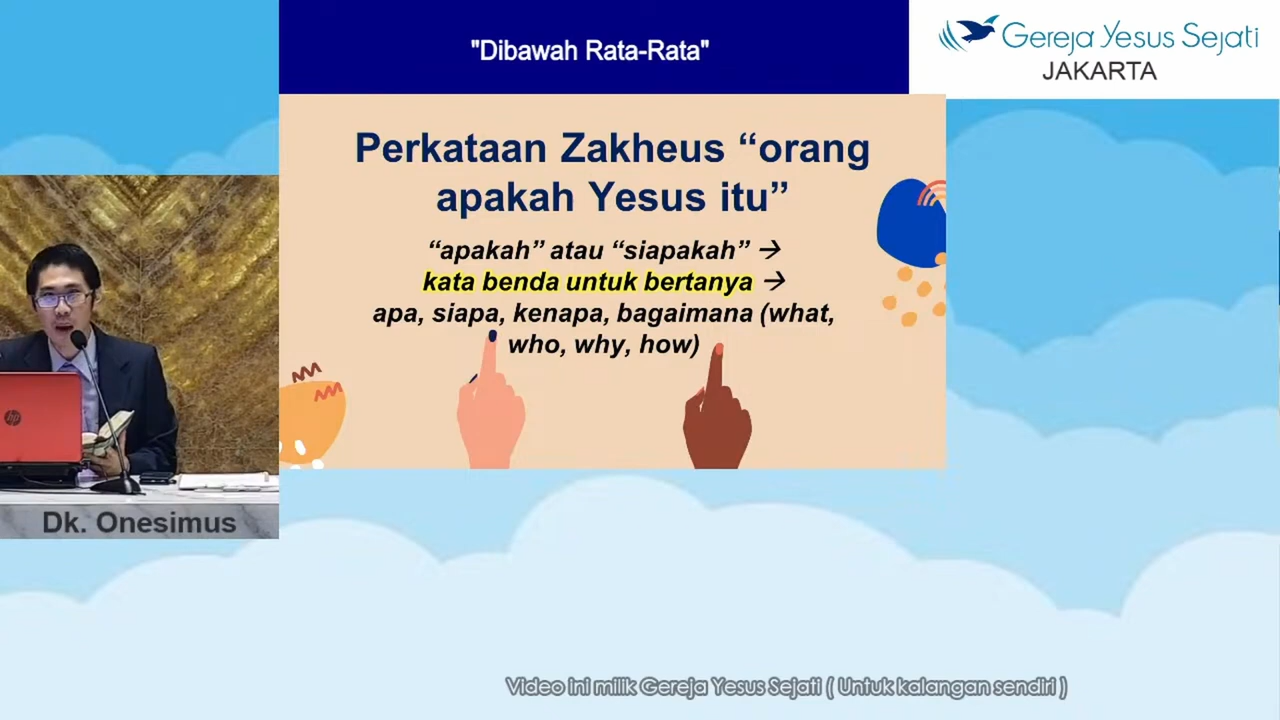 "Dibawah Rata-Rata"
Gereja Yesus Sejati
JAKARTA
Perkataan Zakheus “orang
apakah Yesus itu”
“apakah” atau “siapakah” →
kata benda untuk bertanya →
apa, siapa, kenapa, bagaimana (what,
who, why, how)
hp
Dk. Onesimus
Video ini milik Gereja Yesus Sejati ( Untuk kalangan sendiri )